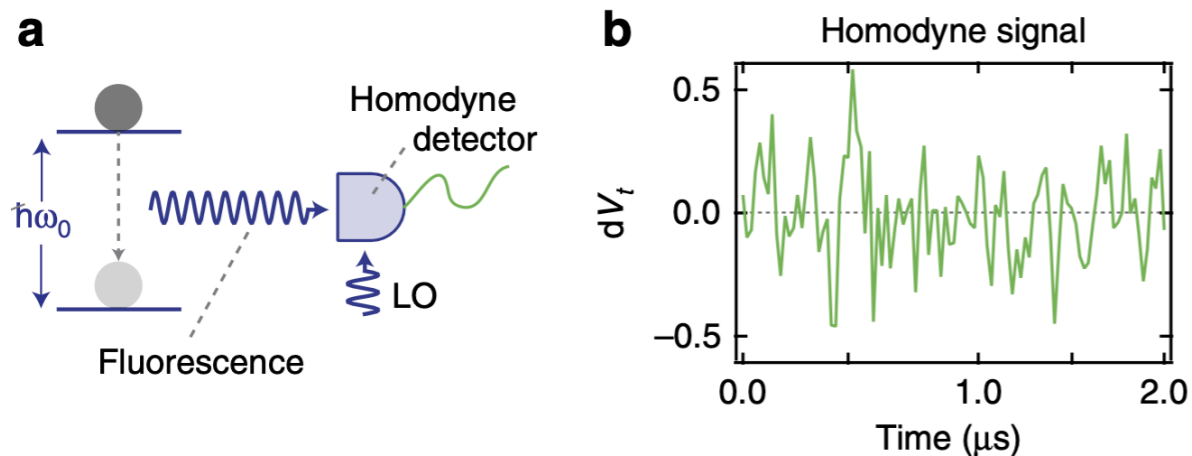 a
Homodyne
detector
ħω₀
LO
Fluorescence
b
Homodyne signal
0.5
0.0
–0.5
dVₜ
0.0 1.0 2.0
Time (μs)